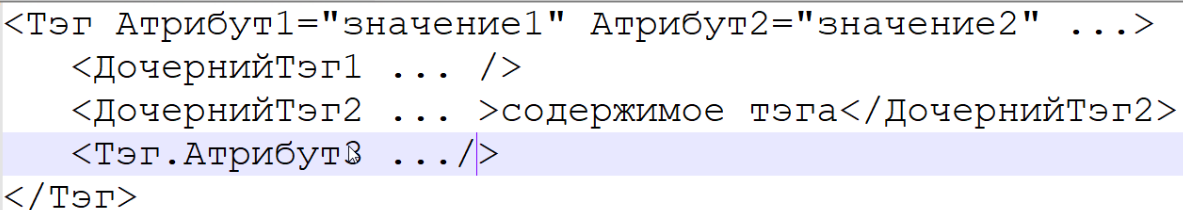 <Тэг Атрибут1="значение1" Атрибут2="значение2" ...>
<ДочернийТэг1 ... />
<ДочернийТэг2 ... >содержимое тэга</ДочернийТэг2>
<Тэг.Атрибут3 .../>
</Тэг>